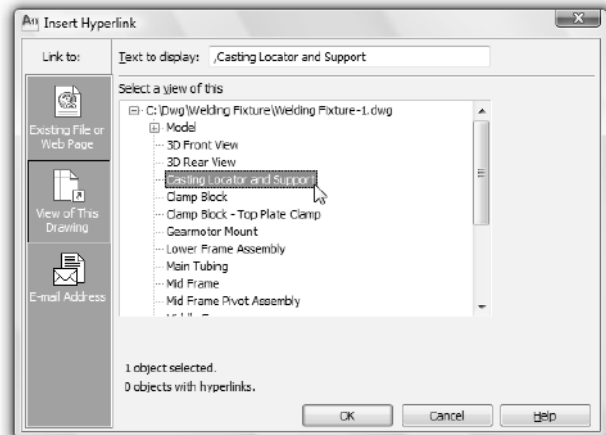 Insert Hyperlink
Link to:
Text to display: ,Casting Locator and Support
Select a view of this
Existing File or
Web Page
View of This
Drawing
E-mail Address
C:\Dwg\Welding Fixture\Welding Fixture-1.dwg
Model
3D Front View
3D Rear View
Casting Locator and Support
Clamp Block
Clamp Block - Top Plate Clamp
Gearmotor Mount
Lower Frame Assembly
Main Tubing
Mid Frame
Mid Frame Pivot Assembly
1 object selected.
0 objects with hyperlinks.
OK Cancel Help